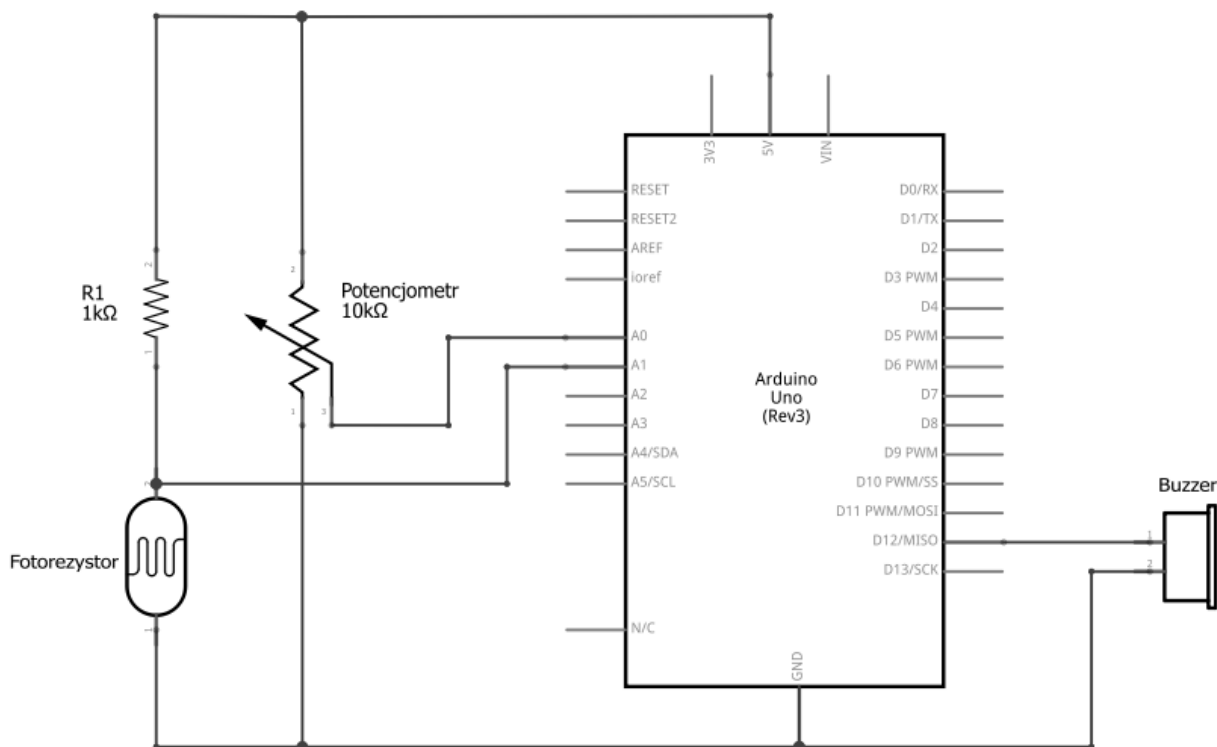 3V3
5V
VIN
RESET
RESET2
AREF
ioref
A0
A1
A2
A3
A4/SDA
A5/SCL
N/C
GND
D0/RX
D1/TX
D2
D3 PWM
D4
D5 PWM
D6 PWM
D7
D8
D9 PWM
D10 PWM/SS
D11 PWM/MOSI
D12/MISO
D13/SCK
Arduino
Uno
(Rev3)
2
R1
1kΩ
1
2
Potencjometr
10kΩ
1
3
2
Fotorezystor
1
Buzzer
1
2